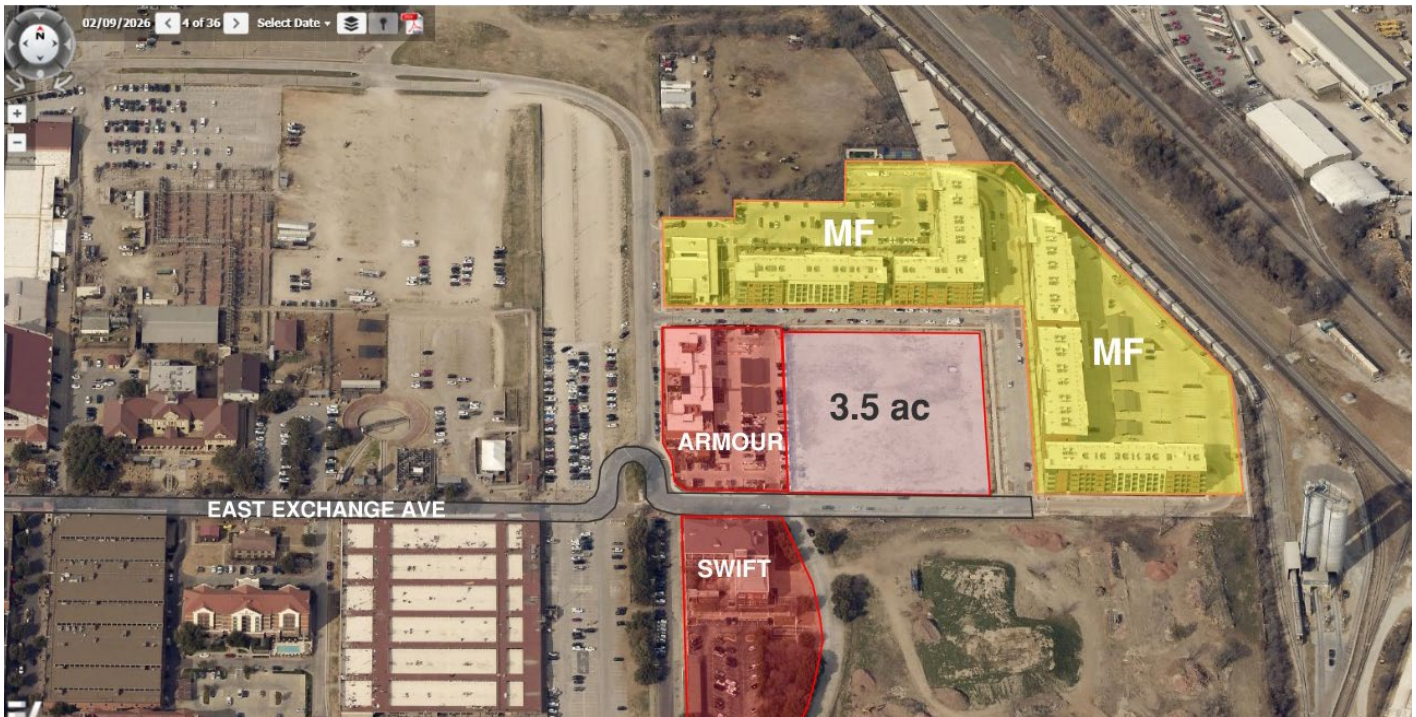 02/09/2026 4 of 36 Select Date
N
MF
MF
3.5 ac
ARMOUR
EAST EXCHANGE AVE
SWIFT